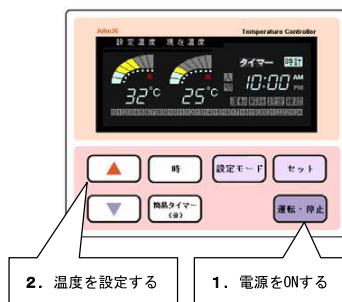 John36 Temperature Controller
設定温度 現在温度
タイマー 時計
32℃ 25℃ 10:00 AM
PM
時 設定モード セット
簡易タイマー
(分)
運転・停止
2. 温度を設定する 1. 電源をONする